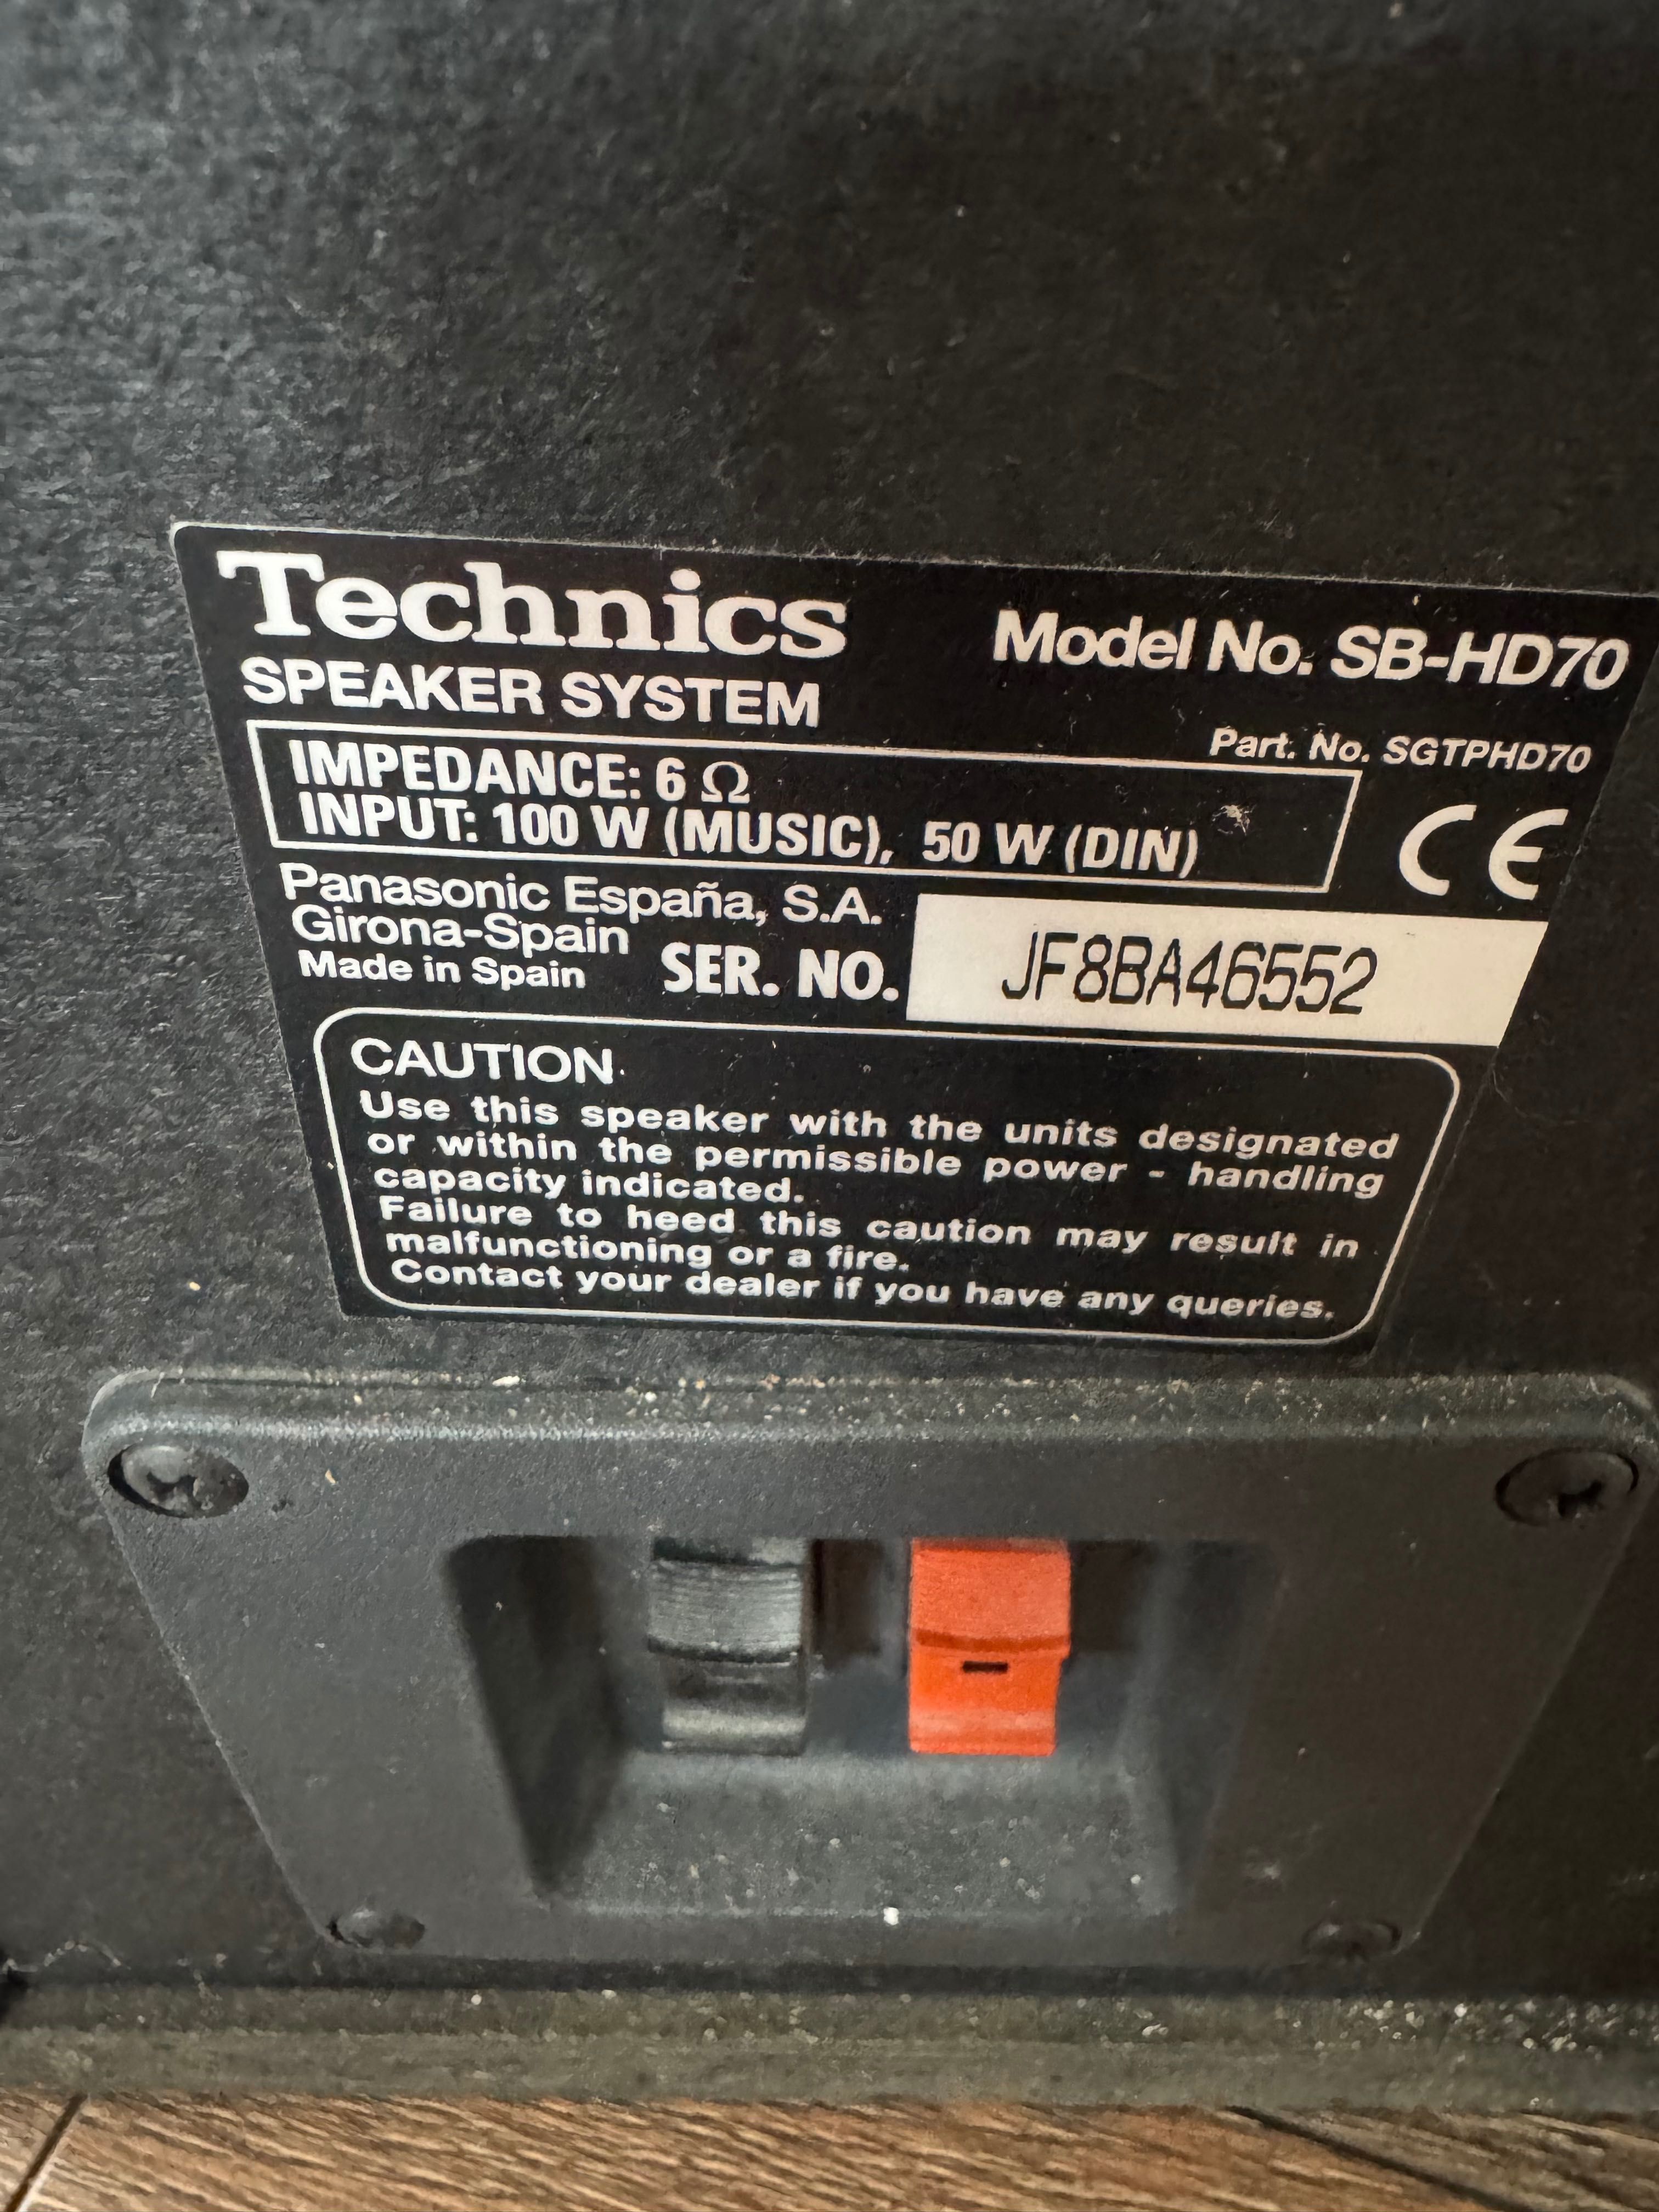 Technics
Model No. SB-HD70
SPEAKER SYSTEM
Part. No. SGTPHD70
IMPEDANCE: 6 Ω
INPUT: 100 W (MUSIC), 50 W (DIN)
CE
Panasonic España, S.A.
Girona-Spain
Made in Spain
SER. NO. JF8BA46552
CAUTION
Use this speaker with the units designated
or within the permissible power - handling
capacity indicated.
Failure to heed this caution may result in
malfunctioning or a fire.
Contact your dealer if you have any queries.